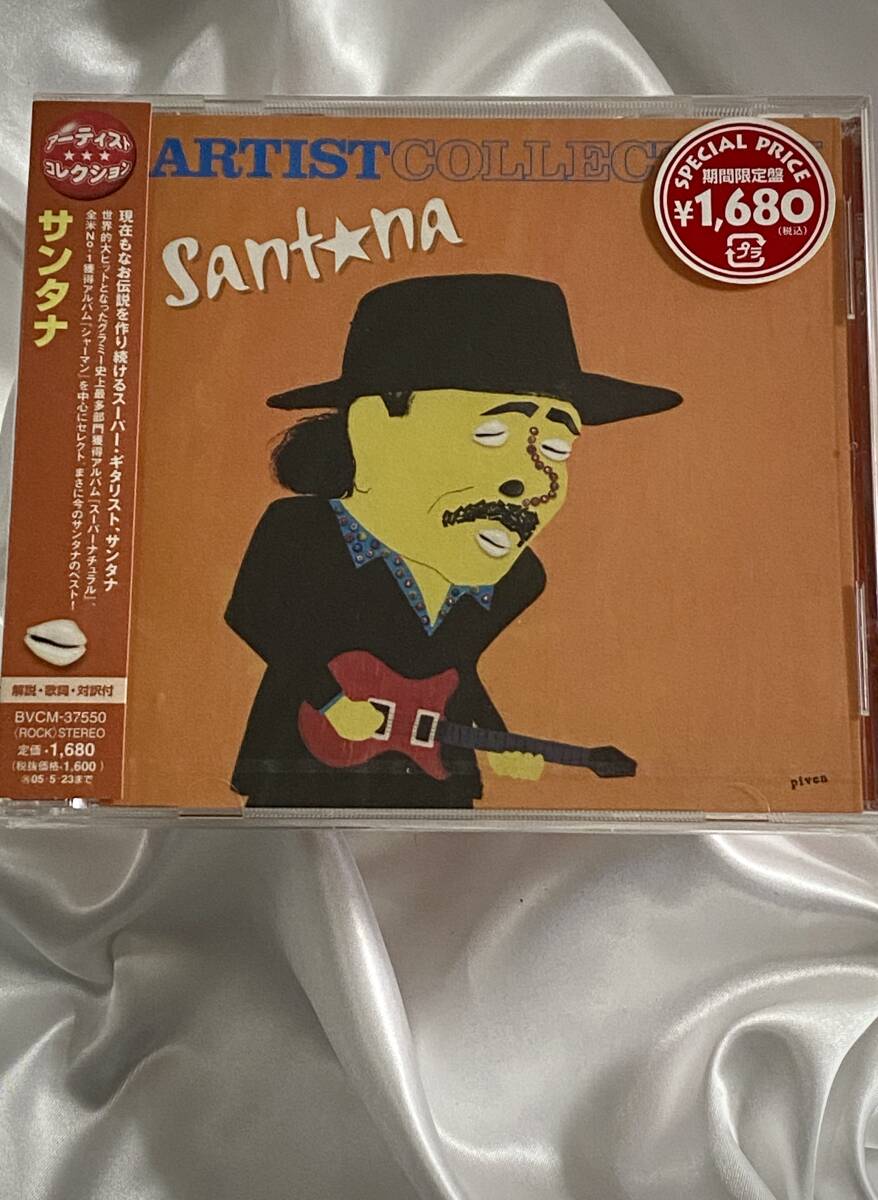 アーティスト
★★★
コレクション
サンタナ
現在もなお伝説を作り続けるスーパー・ギタリスト、サンタナ
世界的大ヒットとなったグラミー史上最多部門獲得アルバム「スーパーナチュラル」、
全米No.1獲得アルバム「シャーマン」を中心にセレクト。まさに今のサンタナのベスト!
解説・歌詞・対訳付
BVCM-37550
〈ROCK〉STEREO
定価・1,680
(税抜価格・1,600)
05・5・23まで
ARTISTCOLLECT
Sant★na
SPECIAL PRICE
期間限定盤
¥1,680
(税込)
プラ
piven